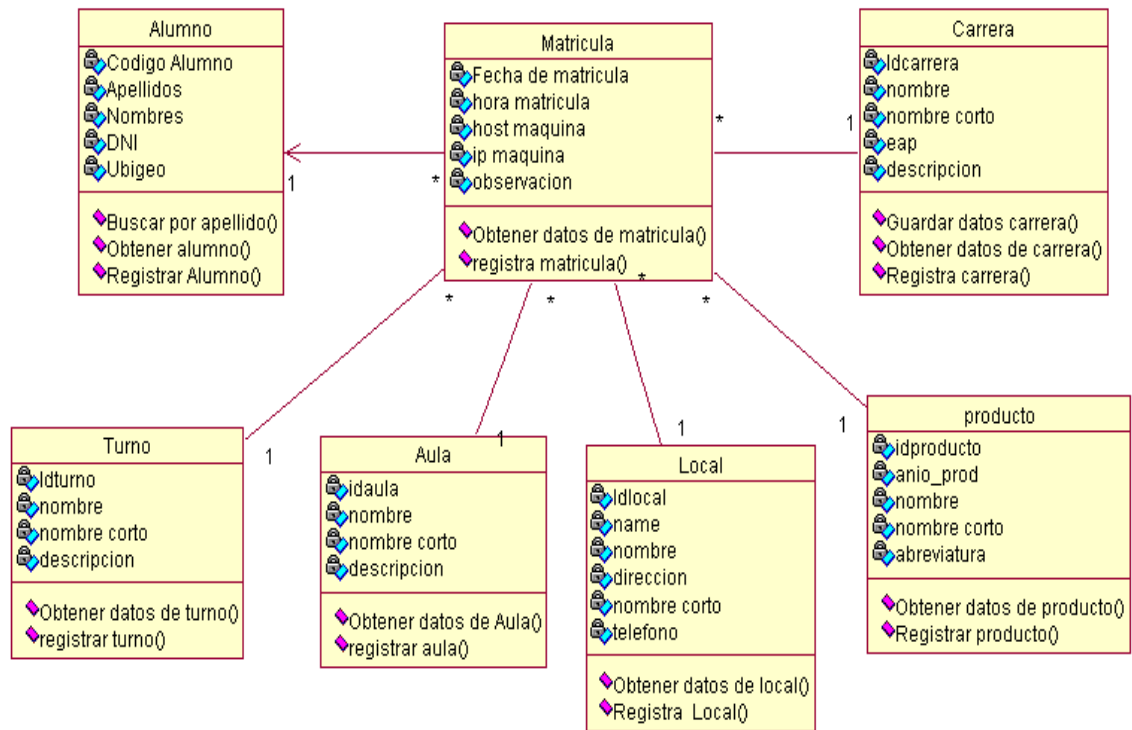 Alumno
Codigo Alumno
Apellidos
Nombres
DNI
Ubigeo
Buscar por apellido()
Obtener alumno()
Registrar Alumno()
1
*
Matricula
Fecha de matricula
hora matricula
host maquina
ip maquina
observacion
Obtener datos de matricula()
registra matricula()
*
1
Carrera
Idcarrera
nombre
nombre corto
eap
descripcion
Guardar datos carrera()
Obtener datos de carrera()
Registra carrera()
*
*
*
*
1
1
1
1
Turno
Idturno
nombre
nombre corto
descripcion
Obtener datos de turno()
registrar turno()
Aula
idaula
nombre
nombre corto
descripcion
Obtener datos de Aula()
registrar aula()
Local
Idlocal
name
nombre
direccion
nombre corto
telefono
Obtener datos de local()
Registra Local()
producto
idproducto
anio_prod
nombre
nombre corto
abreviatura
Obtener datos de producto()
Registrar producto()